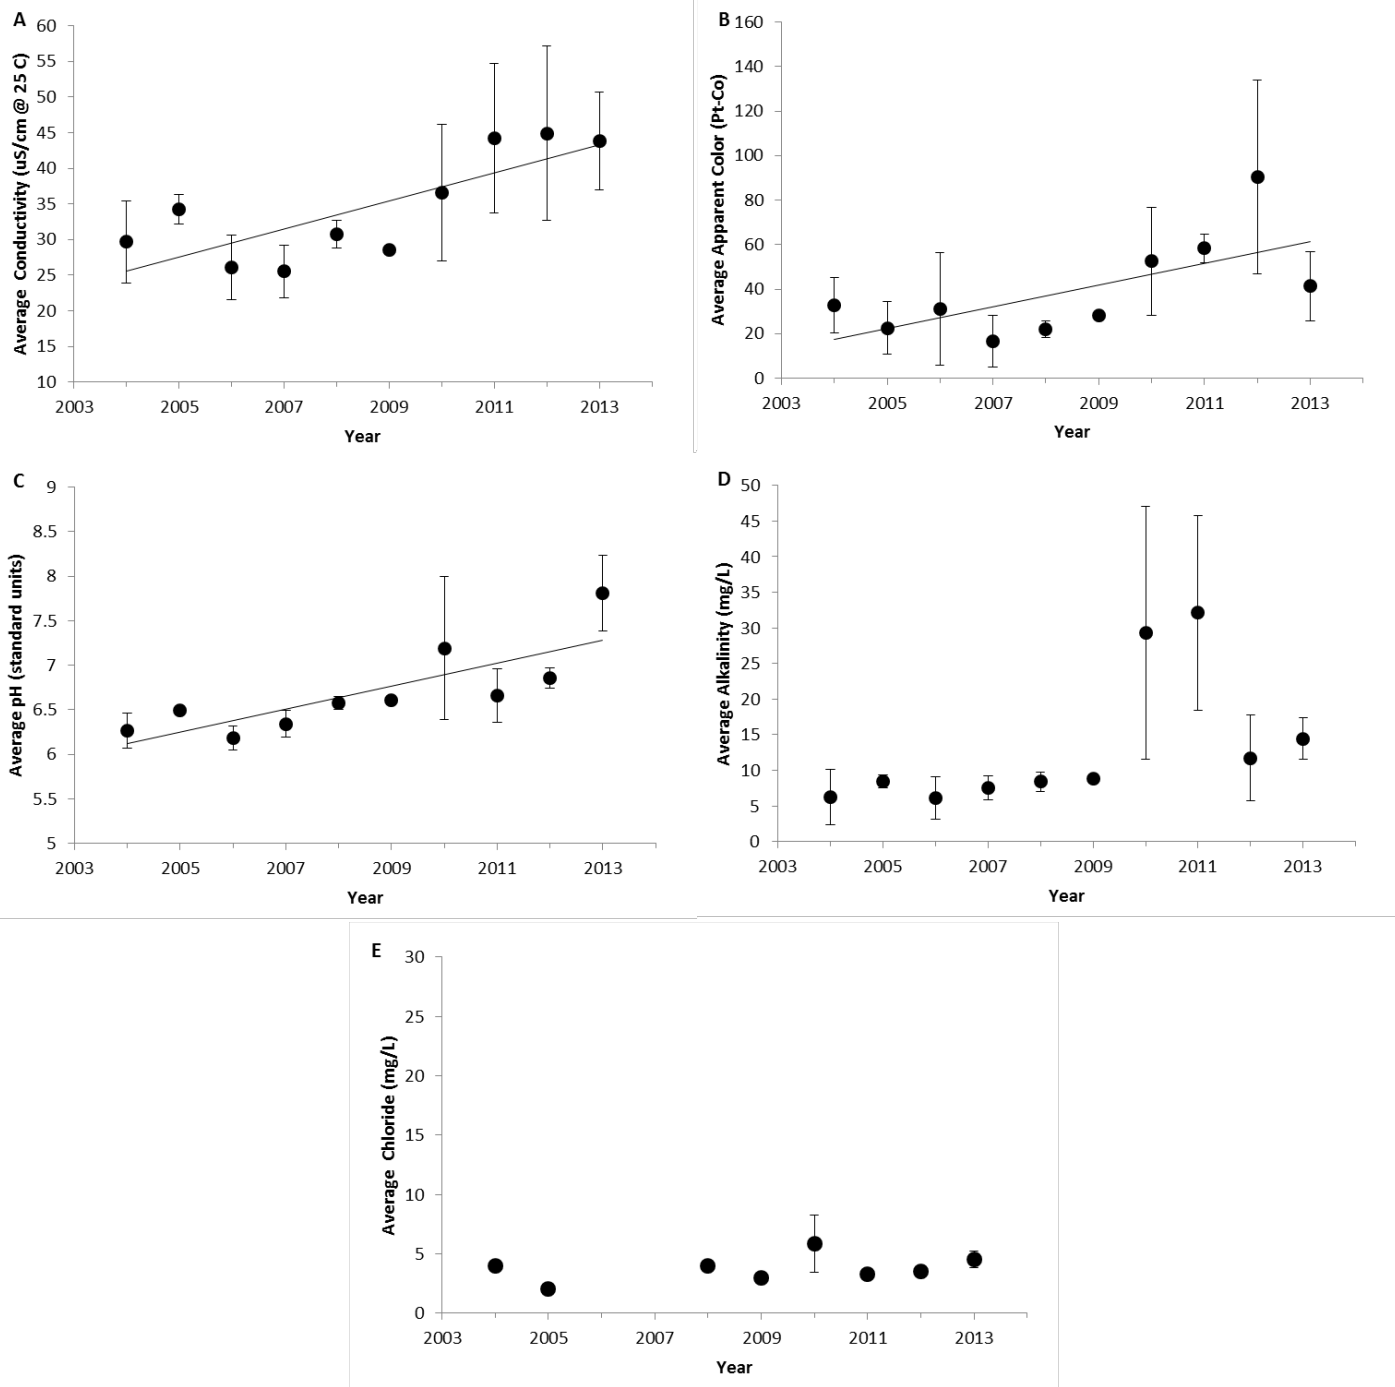 A
60
55
50
45
40
35
30
25
20
15
10
2003 2005 2007 2009 2011 2013
Year
Average Conductivity (uS/cm @ 25 C)
B
160
140
120
100
80
60
40
20
0
2003 2005 2007 2009 2011 2013
Year
Average Apparent Color (Pt-Co)
C
9
8.5
8
7.5
7
6.5
6
5.5
5
2003 2005 2007 2009 2011 2013
Year
Average pH (standard units)
D
50
45
40
35
30
25
20
15
10
5
0
2003 2005 2007 2009 2011 2013
Year
Average Alkalinity (mg/L)
E
30
25
20
15
10
5
0
2003 2005 2007 2009 2011 2013
Year
Average Chloride (mg/L)